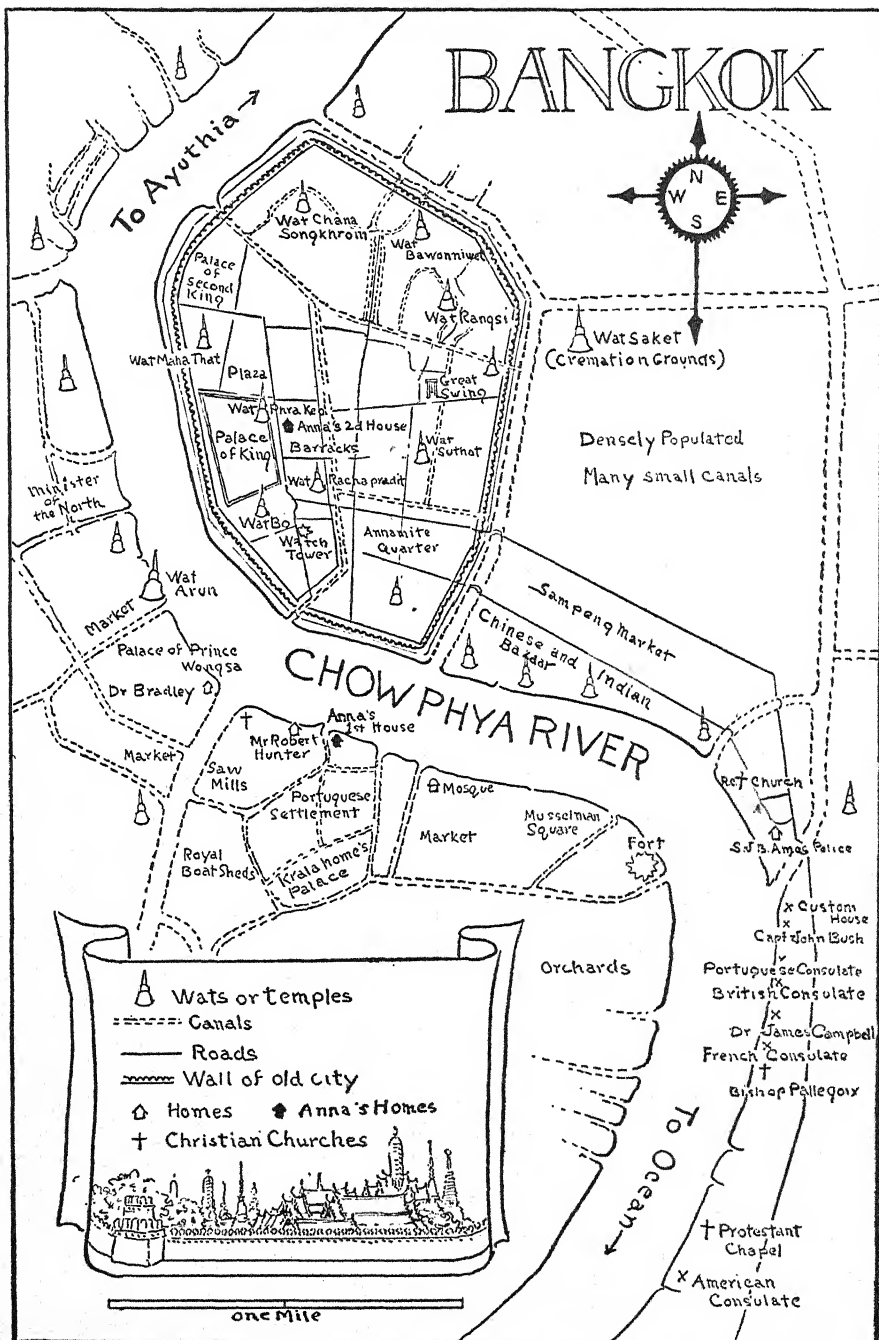 BANGKOK
N
W E
S
To Ayuthia
Wat Chana
Songkhrom
Wat
Bawonniwet
Palace
of
Second
King
Wat Rangsi
Wat Saket
(Cremation Grounds)
Wat Maha That
Plaza
Great
Swing
Wat Phra Keo
Anna's 2d House
Palace
of King
Barracks
Wat
Suthat
Densely Populated
Many small canals
Wat Rachapradit
Minister
of
the North
Wat Bo
Watch
Tower
Annamite
Quarter
Wat
Arun
Market
Sampeng Market
Chinese and Indian
Bazaar
Palace of Prince
Wongsa
Dr Bradley
CHOW PHYA RIVER
Anna's
1st House
Mr Robert
Hunter
Market
Saw
Mills
Portuguese
Settlement
Mosque
Market
Musselman
Square
Fort
R.C. Church
S.J.B. Ames Police
Royal
Boat Sheds
Kralahome's
Palace
Custom
House
Capt John Bush
Portuguese Consulate
British Consulate
Orchards
Dr James Campbell
French Consulate
Bishop Pallegoix
Wats or temples
Canals
Roads
Wall of old city
Homes Anna's Homes
Christian Churches
To Ocean
Protestant
Chapel
American
Consulate
one Mile